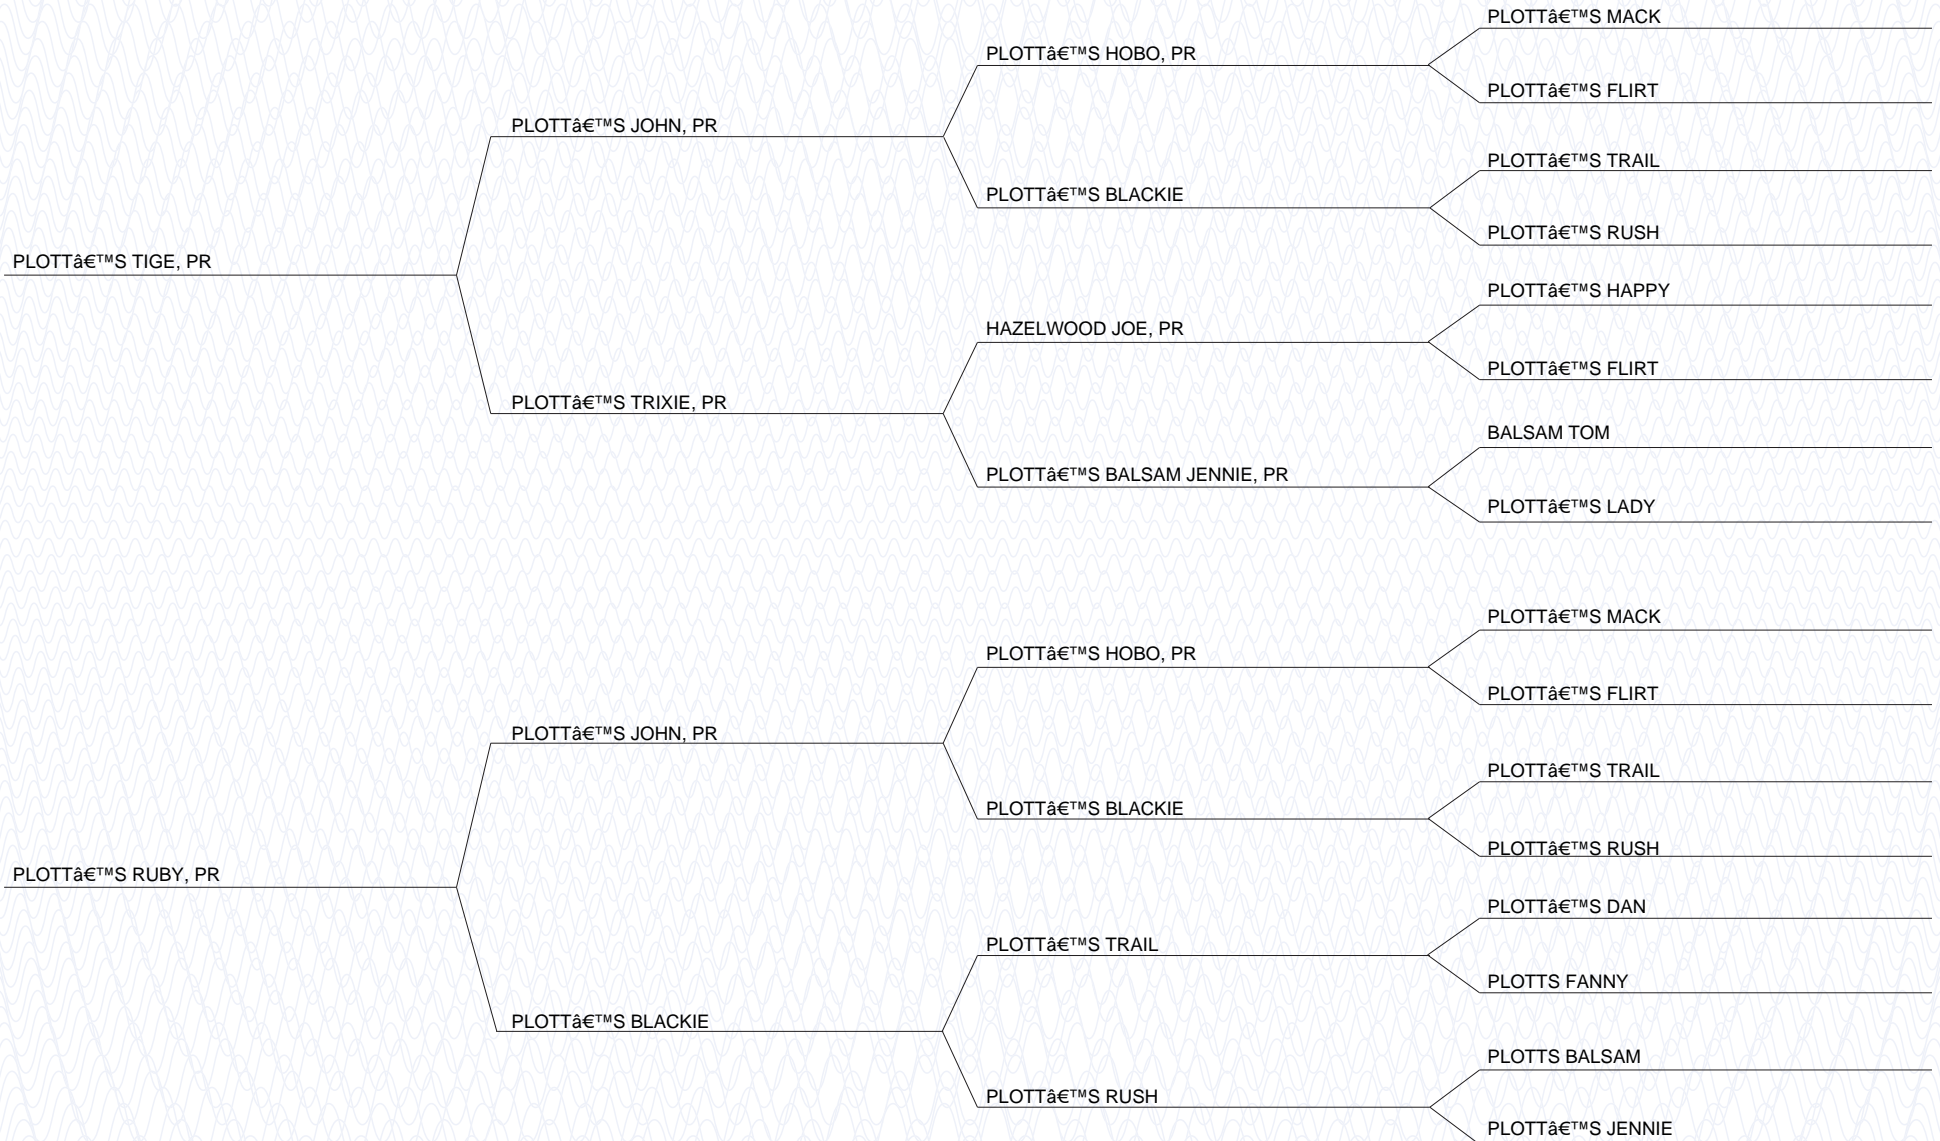 PLOTTâ€™S MACK
PLOTTâ€™S HOBO, PR
PLOTTâ€™S FLIRT
PLOTTâ€™S JOHN, PR
PLOTTâ€™S TRAIL
PLOTTâ€™S BLACKIE
PLOTTâ€™S RUSH
PLOTTâ€™S TIGE, PR
PLOTTâ€™S HAPPY
HAZELWOOD JOE, PR
PLOTTâ€™S FLIRT
PLOTTâ€™S TRIXIE, PR
BALSAM TOM
PLOTTâ€™S BALSAM JENNIE, PR
PLOTTâ€™S LADY
PLOTTâ€™S MACK
PLOTTâ€™S HOBO, PR
PLOTTâ€™S FLIRT
PLOTTâ€™S JOHN, PR
PLOTTâ€™S TRAIL
PLOTTâ€™S BLACKIE
PLOTTâ€™S RUSH
PLOTTâ€™S RUBY, PR
PLOTTâ€™S DAN
PLOTTâ€™S TRAIL
PLOTTS FANNY
PLOTTâ€™S BLACKIE
PLOTTS BALSAM
PLOTTâ€™S RUSH
PLOTTâ€™S JENNIE